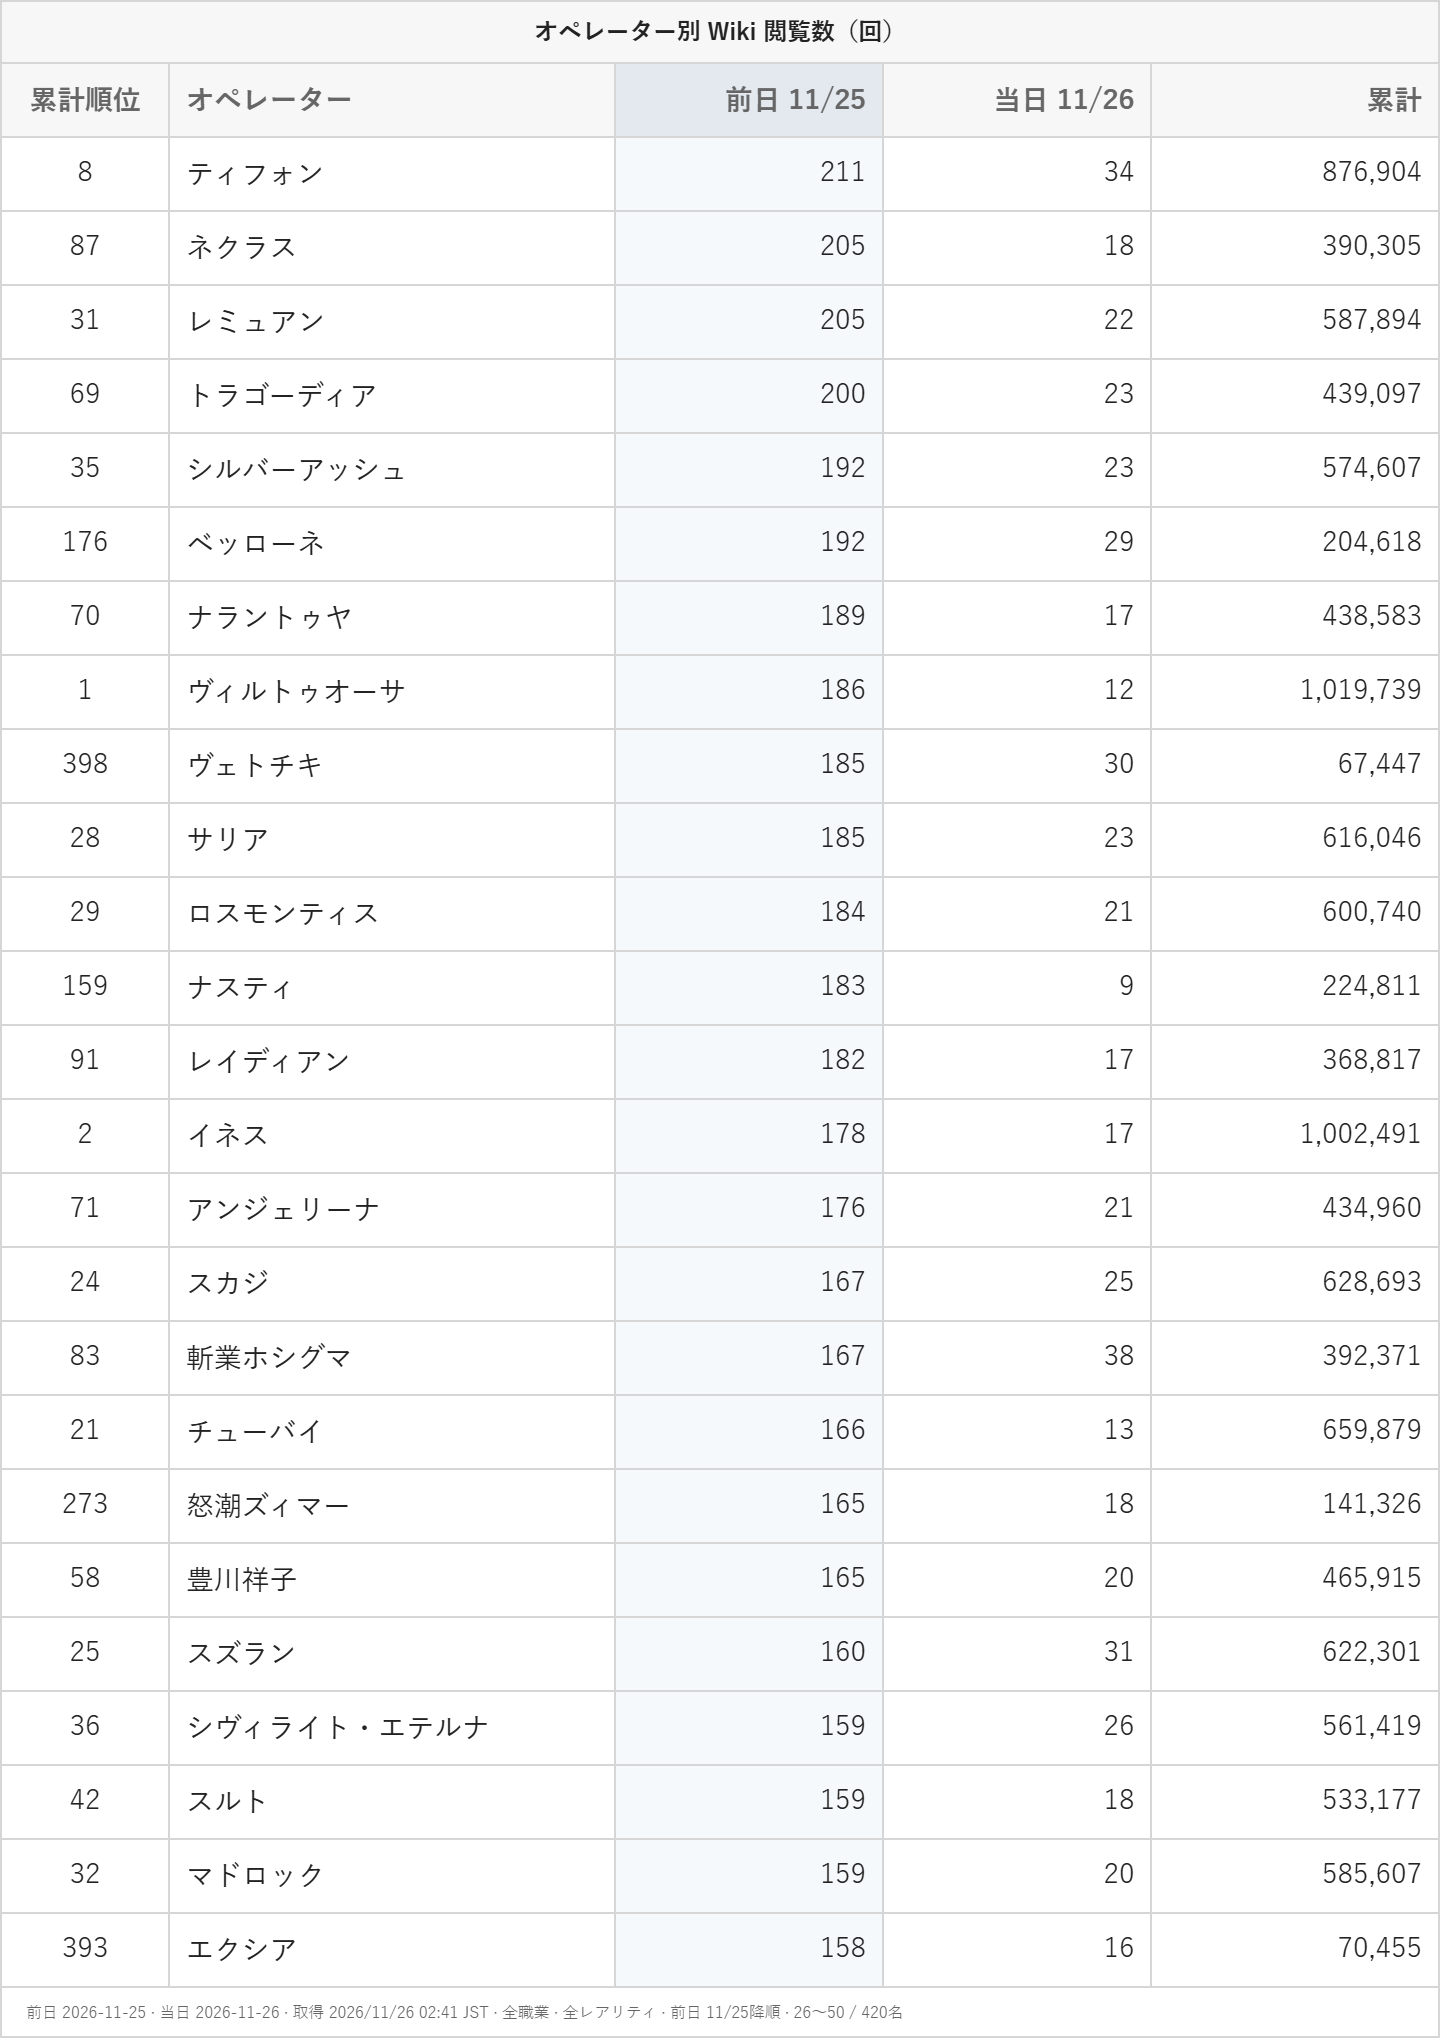 オペレーター別 Wiki 閲覧数（回）
累計順位 オペレーター 前日 11/25 当日 11/26 累計
8 ティフォン 211 34 876,904
87 ネクラス 205 18 390,305
31 レミュアン 205 22 587,894
69 トラゴーディア 200 23 439,097
35 シルバーアッシュ 192 23 574,607
176 ベッローネ 192 29 204,618
70 ナラントゥヤ 189 17 438,583
1 ヴィルトゥオーサ 186 12 1,019,739
398 ヴェトチキ 185 30 67,447
28 サリア 185 23 616,046
29 ロスモンティス 184 21 600,740
159 ナスティ 183 9 224,811
91 レイディアン 182 17 368,817
2 イネス 178 17 1,002,491
71 アンジェリーナ 176 21 434,960
24 スカジ 167 25 628,693
83 斬業ホシグマ 167 38 392,371
21 チューバイ 166 13 659,879
273 怒潮ズィマー 165 18 141,326
58 豊川祥子 165 20 465,915
25 スズラン 160 31 622,301
36 シヴィライト・エテルナ 159 26 561,419
42 スルト 159 18 533,177
32 マドロック 159 20 585,607
393 エクシア 158 16 70,455
前日 2026-11-25 · 当日 2026-11-26 · 取得 2026/11/26 02:41 JST · 全職業 · 全レアリティ · 前日 11/25降順 · 26〜50 / 420名